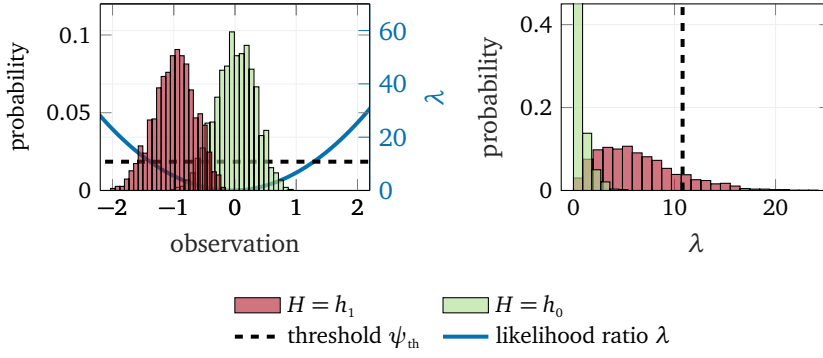 0.1
0.05
0
probability
−2
−1
0
1
2
observation
60
40
20
0
λ
0.4
0.2
0
probability
0
10
20
λ
H = h₁
H = h₀
threshold ψth
likelihood ratio λ